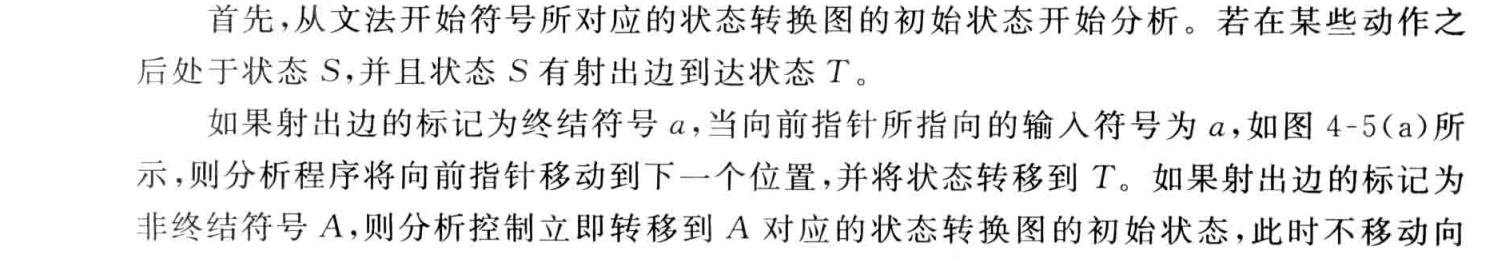 首先,从文法开始符号所对应的状态转换图的初始状态开始分析。若在某些动作之
后处于状态 S,并且状态 S 有射出边到达状态 T。
如果射出边的标记为终结符号 a,当向前指针所指向的输入符号为 a,如图 4-5(a)所
示,则分析程序将向前指针移动到下一个位置,并将状态转移到 T。如果射出边的标记为
非终结符号 A,则分析控制立即转移到 A 对应的状态转换图的初始状态,此时不移动向